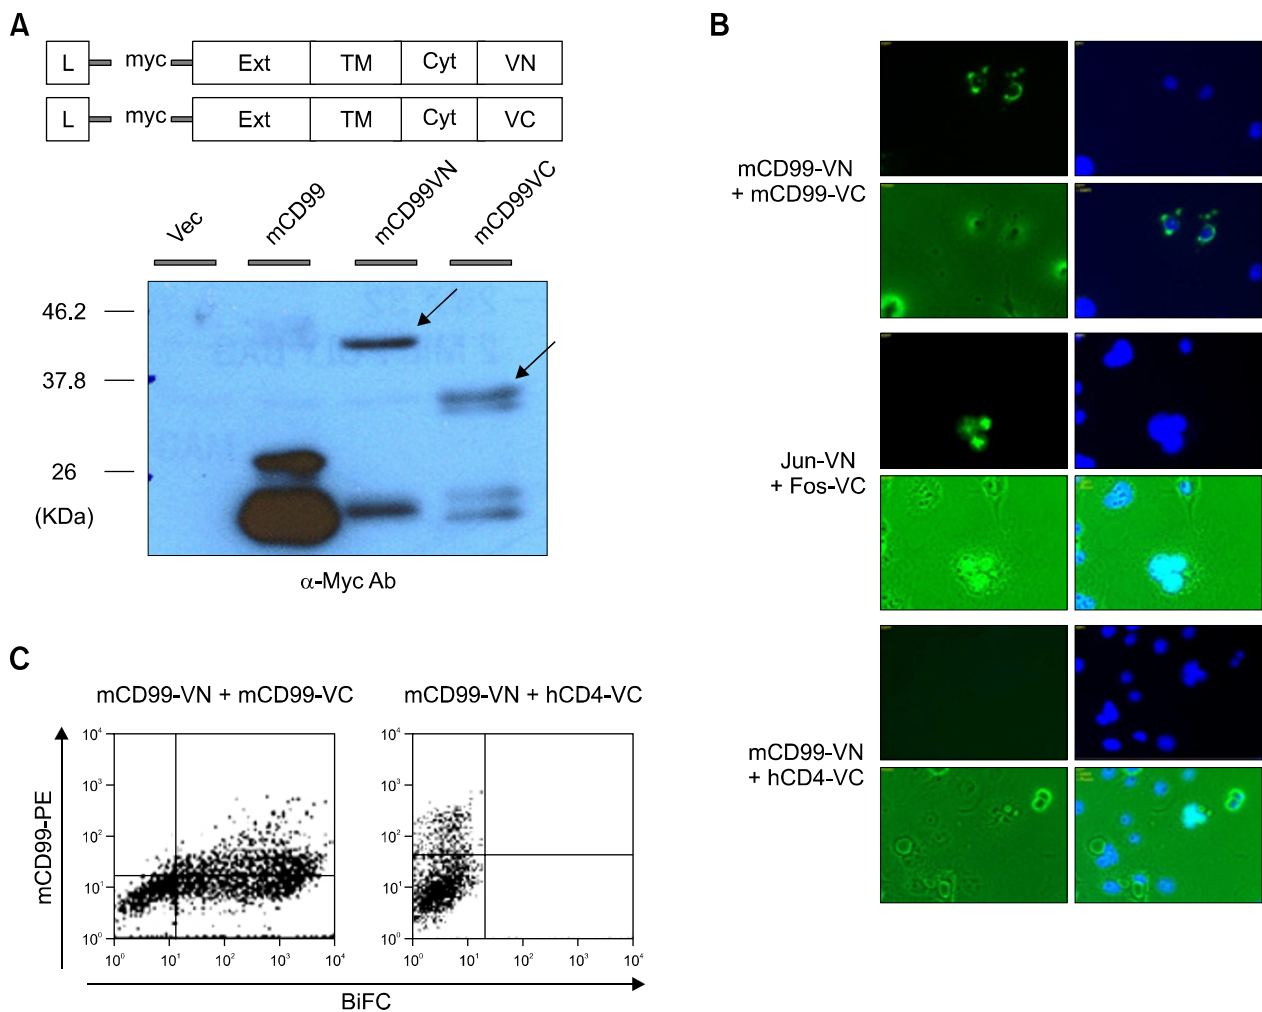 A
L myc Ext TM Cyt VN
L myc Ext TM Cyt VC
Vec mCD99 mCD99VN mCD99VC
46.2
37.8
26
(KDa)
α-Myc Ab
B
mCD99-VN
+ mCD99-VC
Jun-VN
+ Fos-VC
mCD99-VN
+ hCD4-VC
C
mCD99-VN + mCD99-VC
mCD99-VN + hCD4-VC
mCD99-PE
10⁴
10³
10²
10¹
10⁰
10⁰ 10¹ 10² 10³ 10⁴
10⁴
10³
10²
10¹
10⁰
10⁰ 10¹ 10² 10³ 10⁴
BiFC